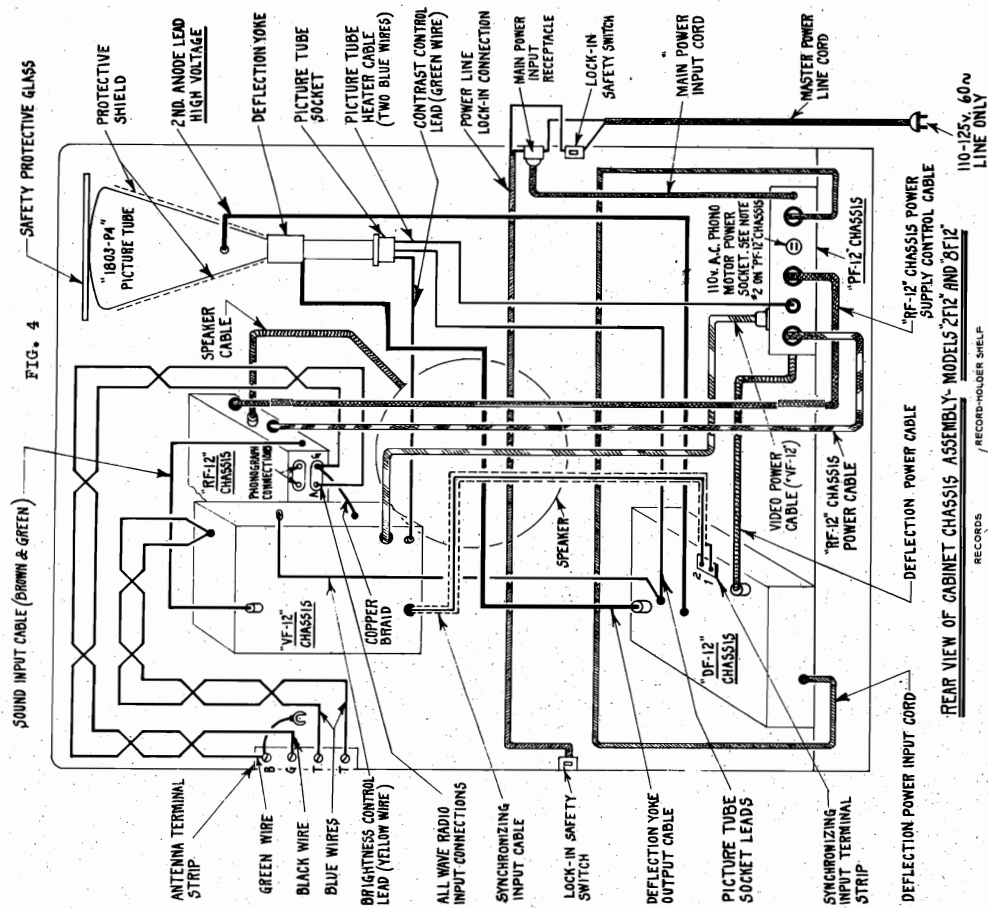 FIG. 4
SAFETY PROTECTIVE GLASS
PROTECTIVE
SHIELD
2ND. ANODE LEAD
HIGH VOLTAGE
DEFLECTION YOKE
PICTURE TUBE
SOCKET
PICTURE TUBE
HEATER CABLE
(TWO BLUE WIRES)
CONTRAST CONTROL
LEAD (GREEN WIRE)
POWER LINE
LOCK-IN CONNECTION
MAIN POWER
INPUT
RECEPTACLE
LOCK-IN
SAFETY SWITCH
MAIN POWER
INPUT CORD
MASTER POWER
LINE CORD
110-125V. 60~
LINE ONLY
"1803-P4"
PICTURE TUBE
SPEAKER
CABLE
110V. A.C. PHONO
MOTOR POWER
SOCKET. SEE NOTE
#2 ON "PF-12" CHASSIS
"PF-12" CHASSIS
"RF-12" CHASSIS POWER
SUPPLY CONTROL CABLE
SOUND INPUT CABLE (BROWN & GREEN)
"RF-12"
CHASSIS
PHONOGRAM
CONNECTIONS
A
G
"VF-12"
CHASSIS
COPPER
BRAID
SPEAKER
VIDEO POWER
CABLE ("VF-12")
"RF-12" CHASSIS
POWER CABLE
2
1
"DF-12"
CHASSIS
DEFLECTION POWER CABLE
B
G
T
T
ANTENNA TERMINAL
STRIP
GREEN WIRE
BLACK WIRE
BLUE WIRES
BRIGHTNESS CONTROL
LEAD (YELLOW WIRE)
ALL WAVE RADIO
INPUT CONNECTIONS
SYNCHRONIZING
INPUT CABLE
LOCK-IN SAFETY
SWITCH
DEFLECTION YOKE
OUTPUT CABLE
PICTURE TUBE
SOCKET LEADS
SYNCHRONIZING
INPUT TERMINAL
STRIP
DEFLECTION POWER INPUT CORD
REAR VIEW OF CABINET CHASSIS ASSEMBLY- MODELS "2F12" AND "8F12"
RECORDS
RECORD-HOLDER SHELF